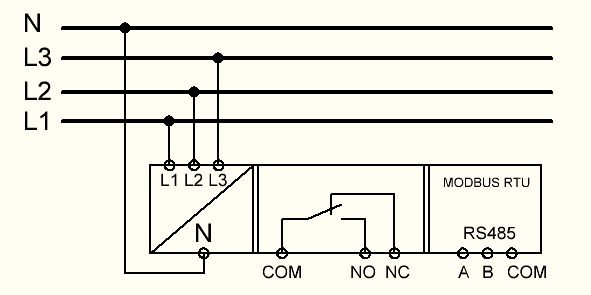 N
L3
L2
L1
L1 L2 L3
N
MODBUS RTU
RS485
COM NO NC A B COM